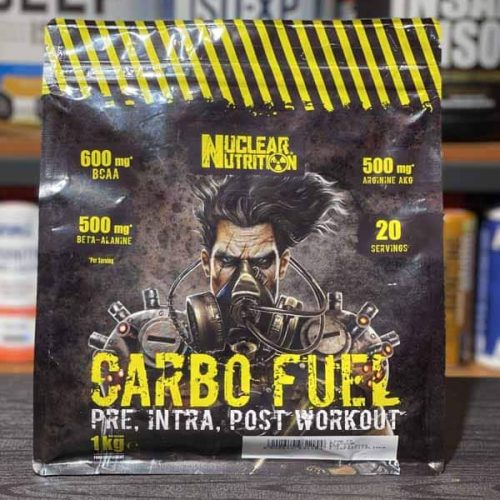 NUCLEAR
NUTRITION
600 mg*
BCAA
500 mg*
BETA-ALANINE
*Per Serving
500 mg*
ARGININE AKG
20
SERVINGS
CARBO FUEL
PRE, INTRA, POST WORKOUT
1kg